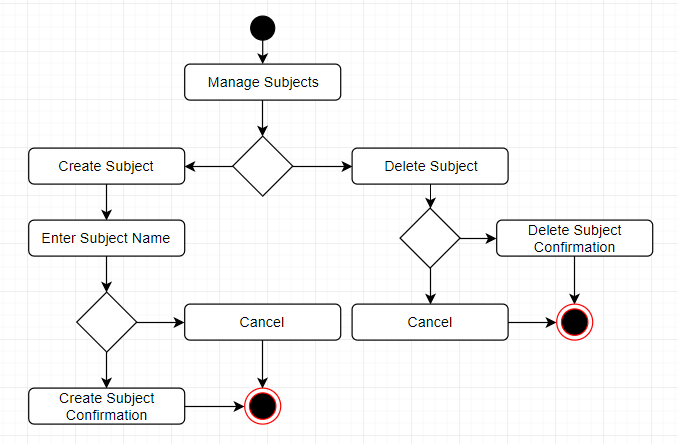 Manage Subjects
Create Subject
Delete Subject
Enter Subject Name
Delete Subject
Confirmation
Cancel
Cancel
Create Subject
Confirmation